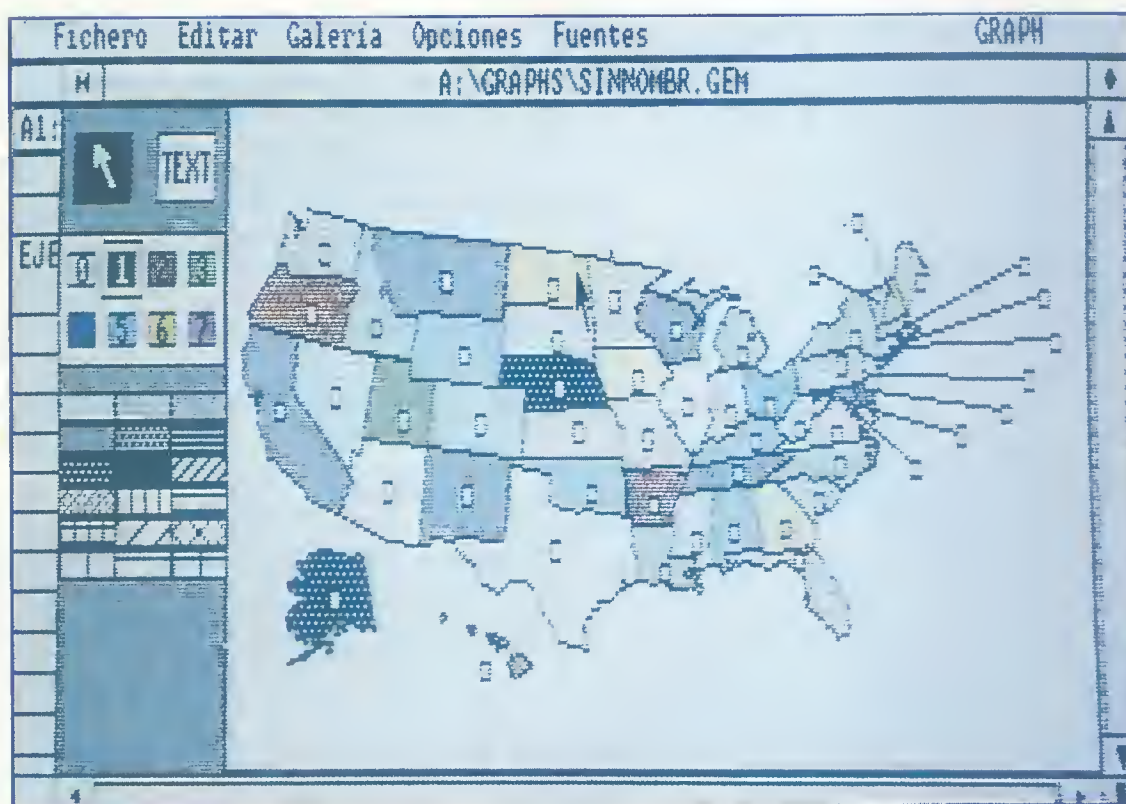 Fichero Editar Galeria Opciones Fuentes GRAPH
A:\GRAPHS\SINNOMBR.GEM
A1:
TEXT
EJE
0 1 2 3
5 6 7